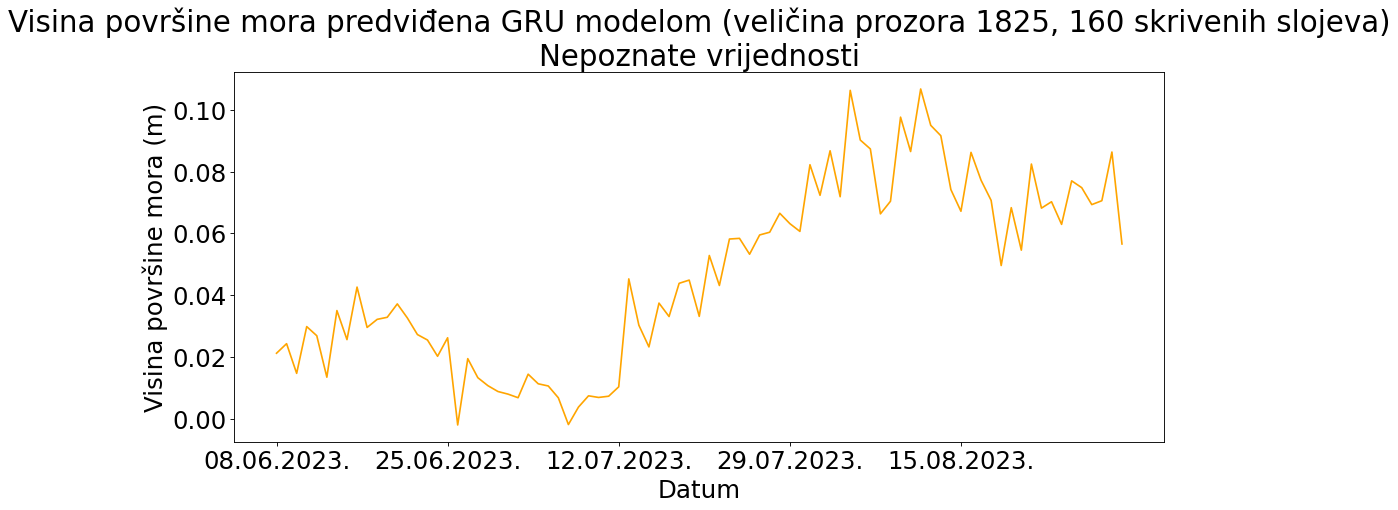 Visina površine mora predviđena GRU modelom (veličina prozora 1825, 160 skrivenih slojeva)
Nepoznate vrijednosti
Visina površine mora (m)
0.10
0.08
0.06
0.04
0.02
0.00
08.06.2023. 25.06.2023. 12.07.2023. 29.07.2023. 15.08.2023.
Datum